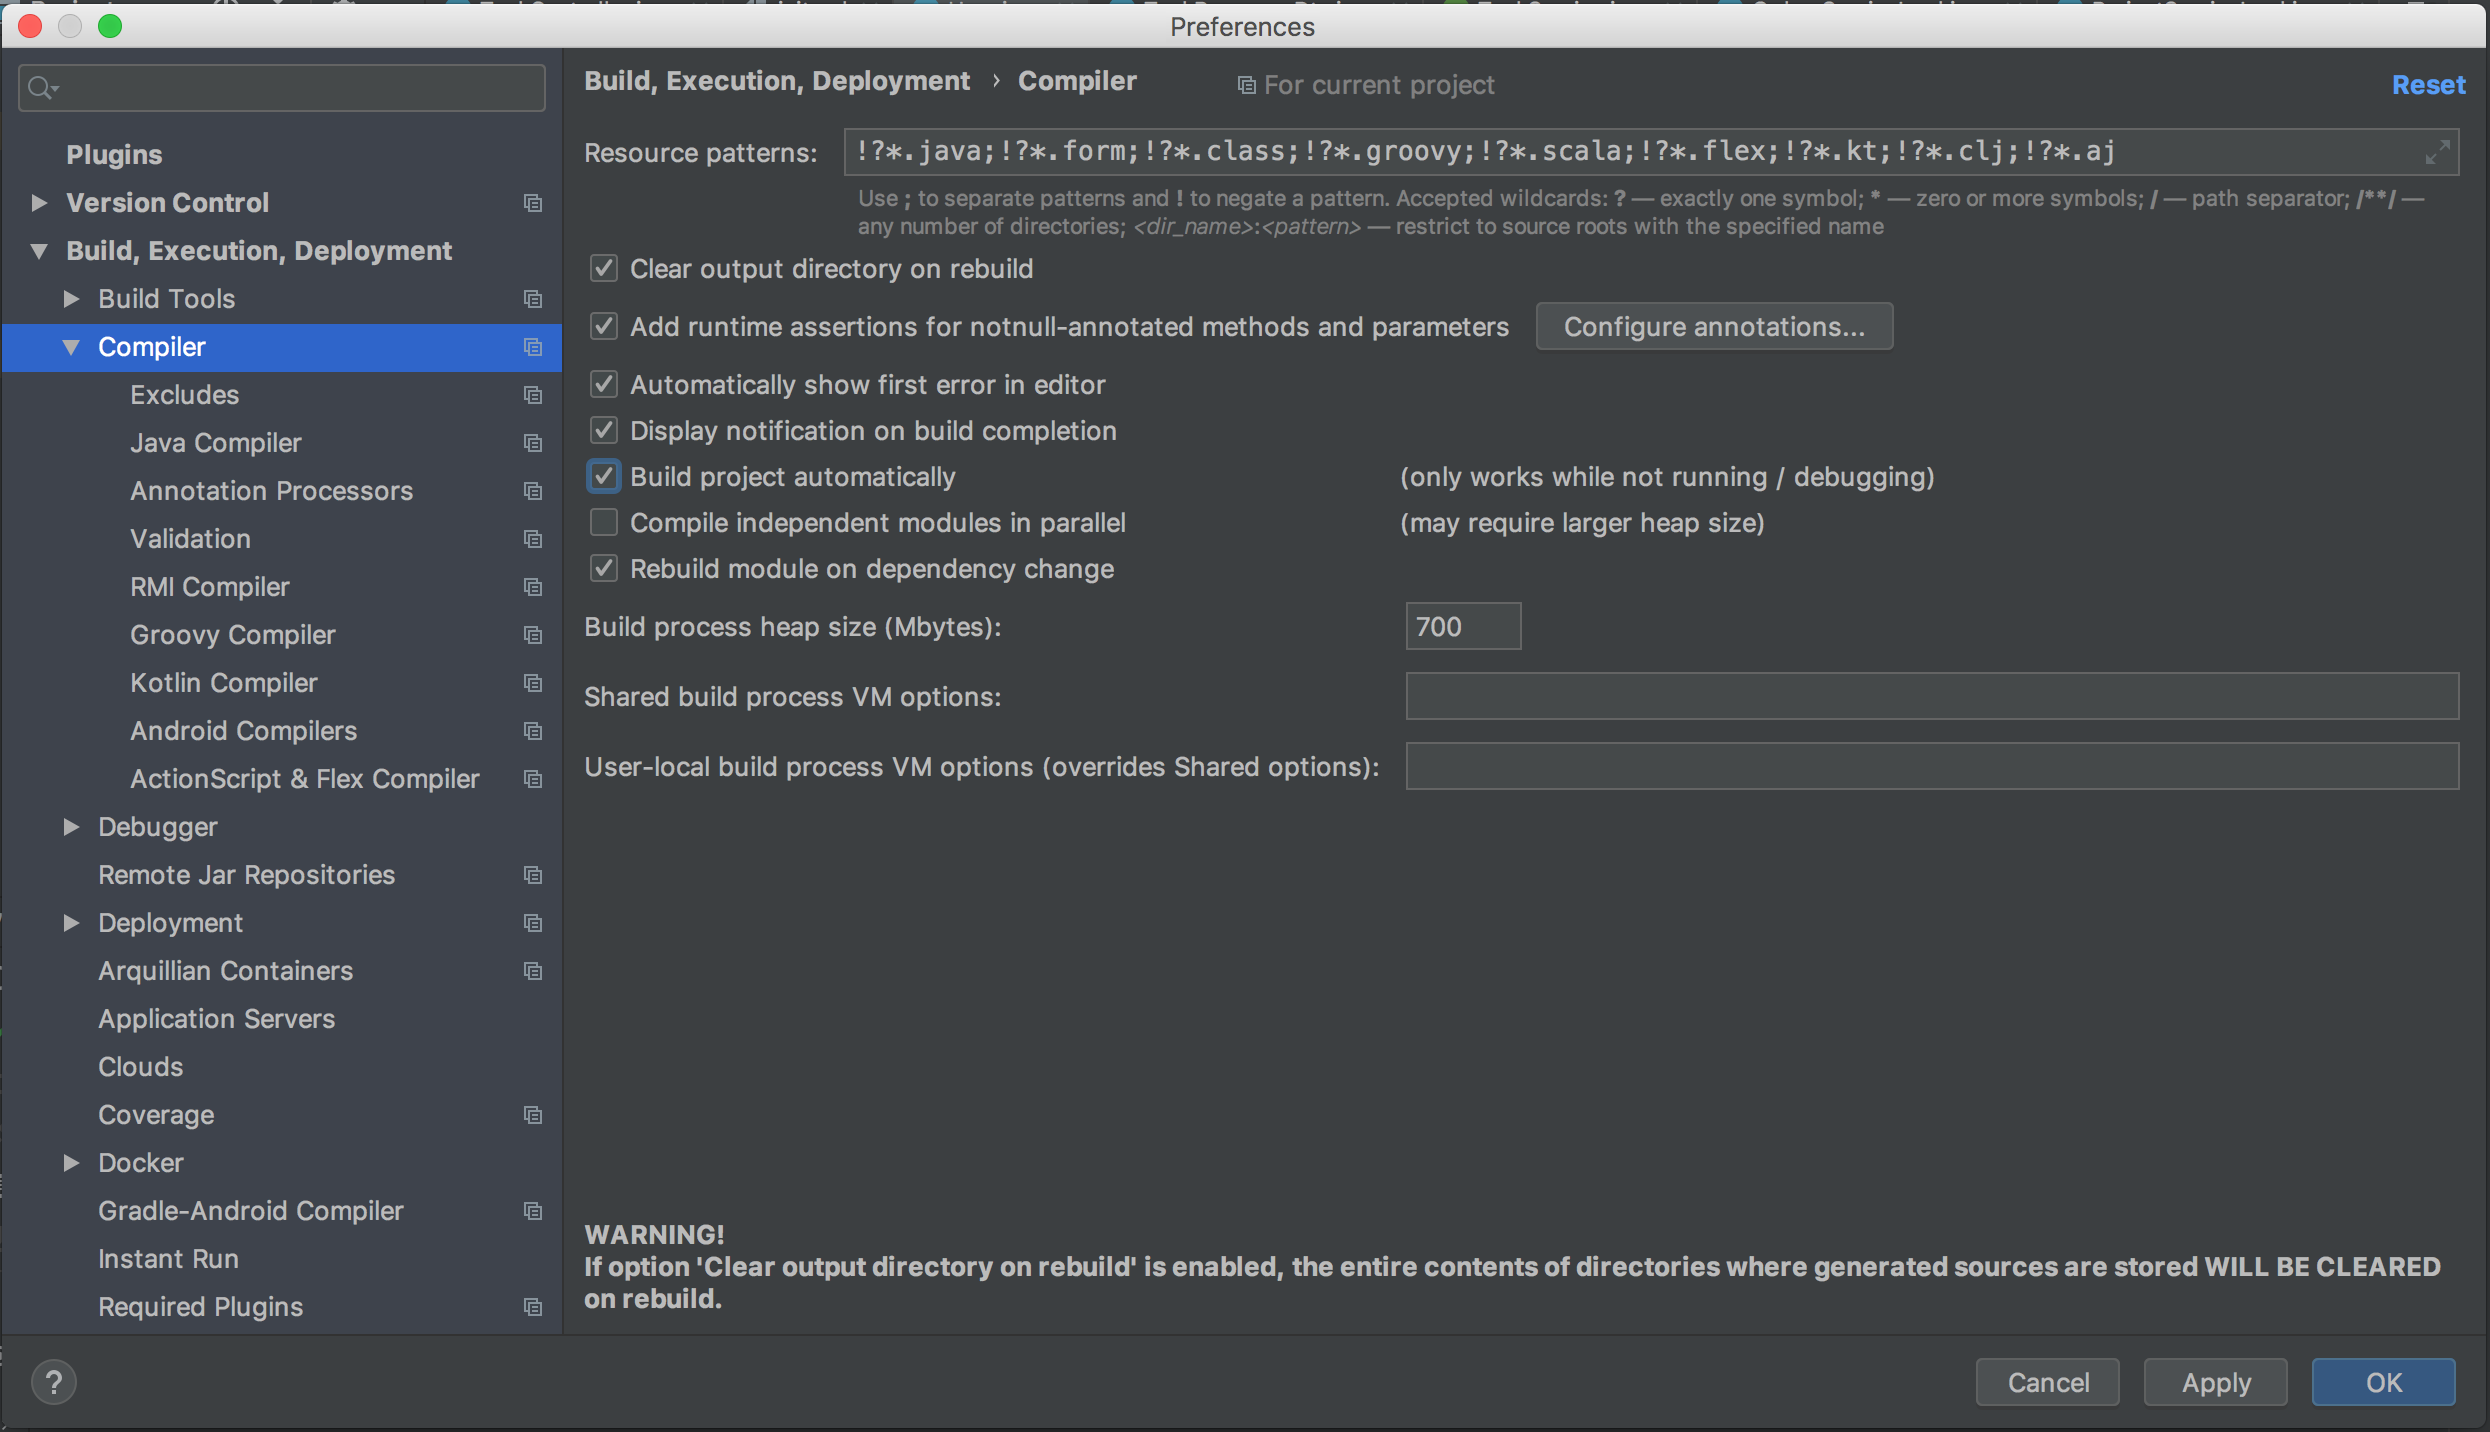 Preferences
Plugins
Version Control
Build, Execution, Deployment
Build Tools
Compiler
Excludes
Java Compiler
Annotation Processors
Validation
RMI Compiler
Groovy Compiler
Kotlin Compiler
Android Compilers
ActionScript & Flex Compiler
Debugger
Remote Jar Repositories
Deployment
Arquillian Containers
Application Servers
Clouds
Coverage
Docker
Gradle-Android Compiler
Instant Run
Required Plugins
Build, Execution, Deployment › Compiler For current project Reset
Resource patterns: !?*.java;!?*.form;!?*.class;!?*.groovy;!?*.scala;!?*.flex;!?*.kt;!?*.clj;!?*.aj
Use ; to separate patterns and ! to negate a pattern. Accepted wildcards: ? — exactly one symbol; * — zero or more symbols; / — path separator; /**/ —
any number of directories; <dir_name>:<pattern> — restrict to source roots with the specified name
Clear output directory on rebuild
Add runtime assertions for notnull-annotated methods and parameters Configure annotations...
Automatically show first error in editor
Display notification on build completion
Build project automatically (only works while not running / debugging)
Compile independent modules in parallel (may require larger heap size)
Rebuild module on dependency change
Build process heap size (Mbytes): 700
Shared build process VM options:
User-local build process VM options (overrides Shared options):
WARNING!
If option 'Clear output directory on rebuild' is enabled, the entire contents of directories where generated sources are stored WILL BE CLEARED
on rebuild.
? Cancel Apply OK